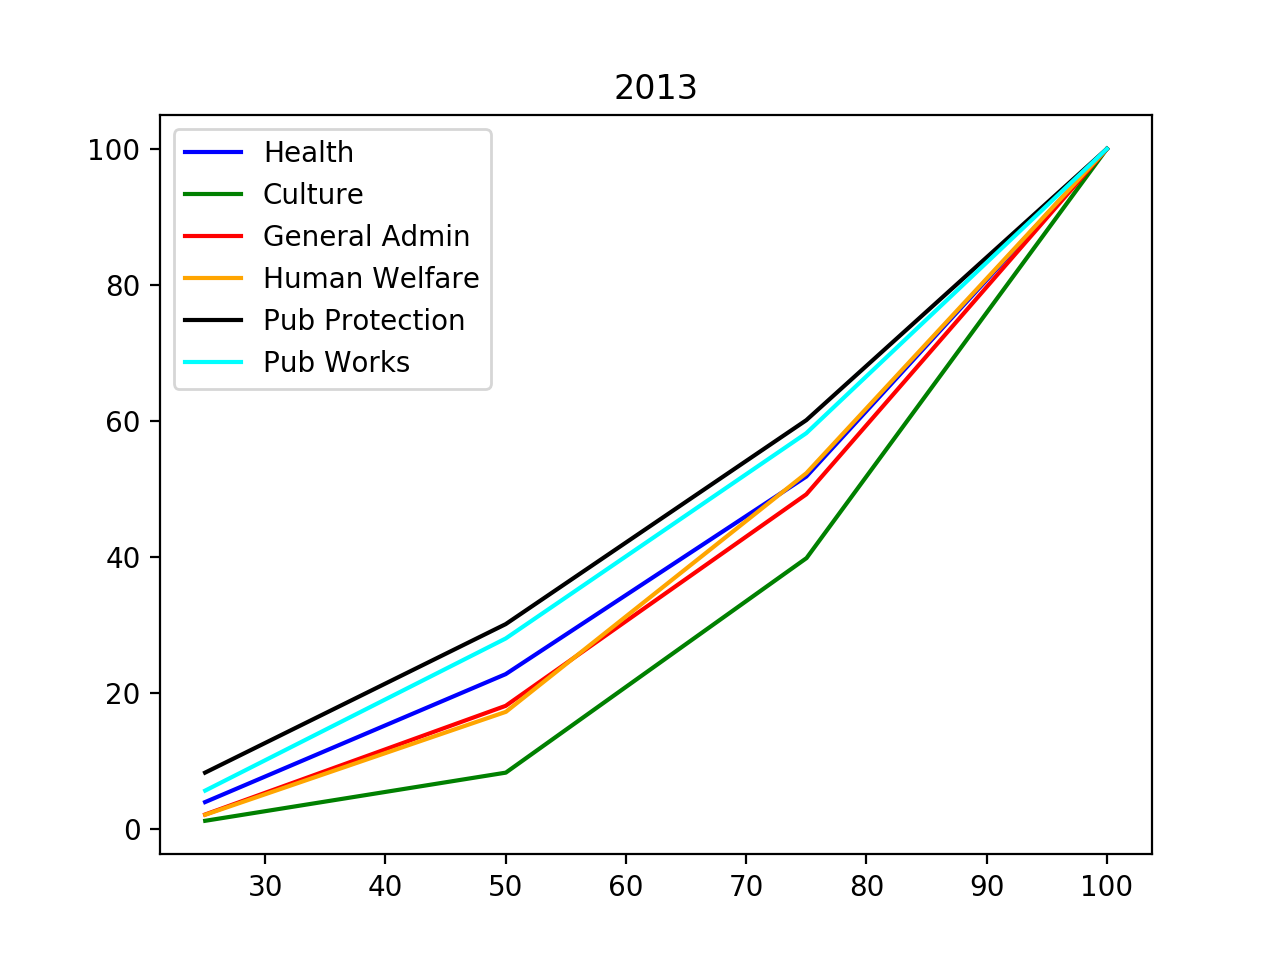 2013
Health
Culture
General Admin
Human Welfare
Pub Protection
Pub Works
100
80
60
40
20
0
30 40 50 60 70 80 90 100